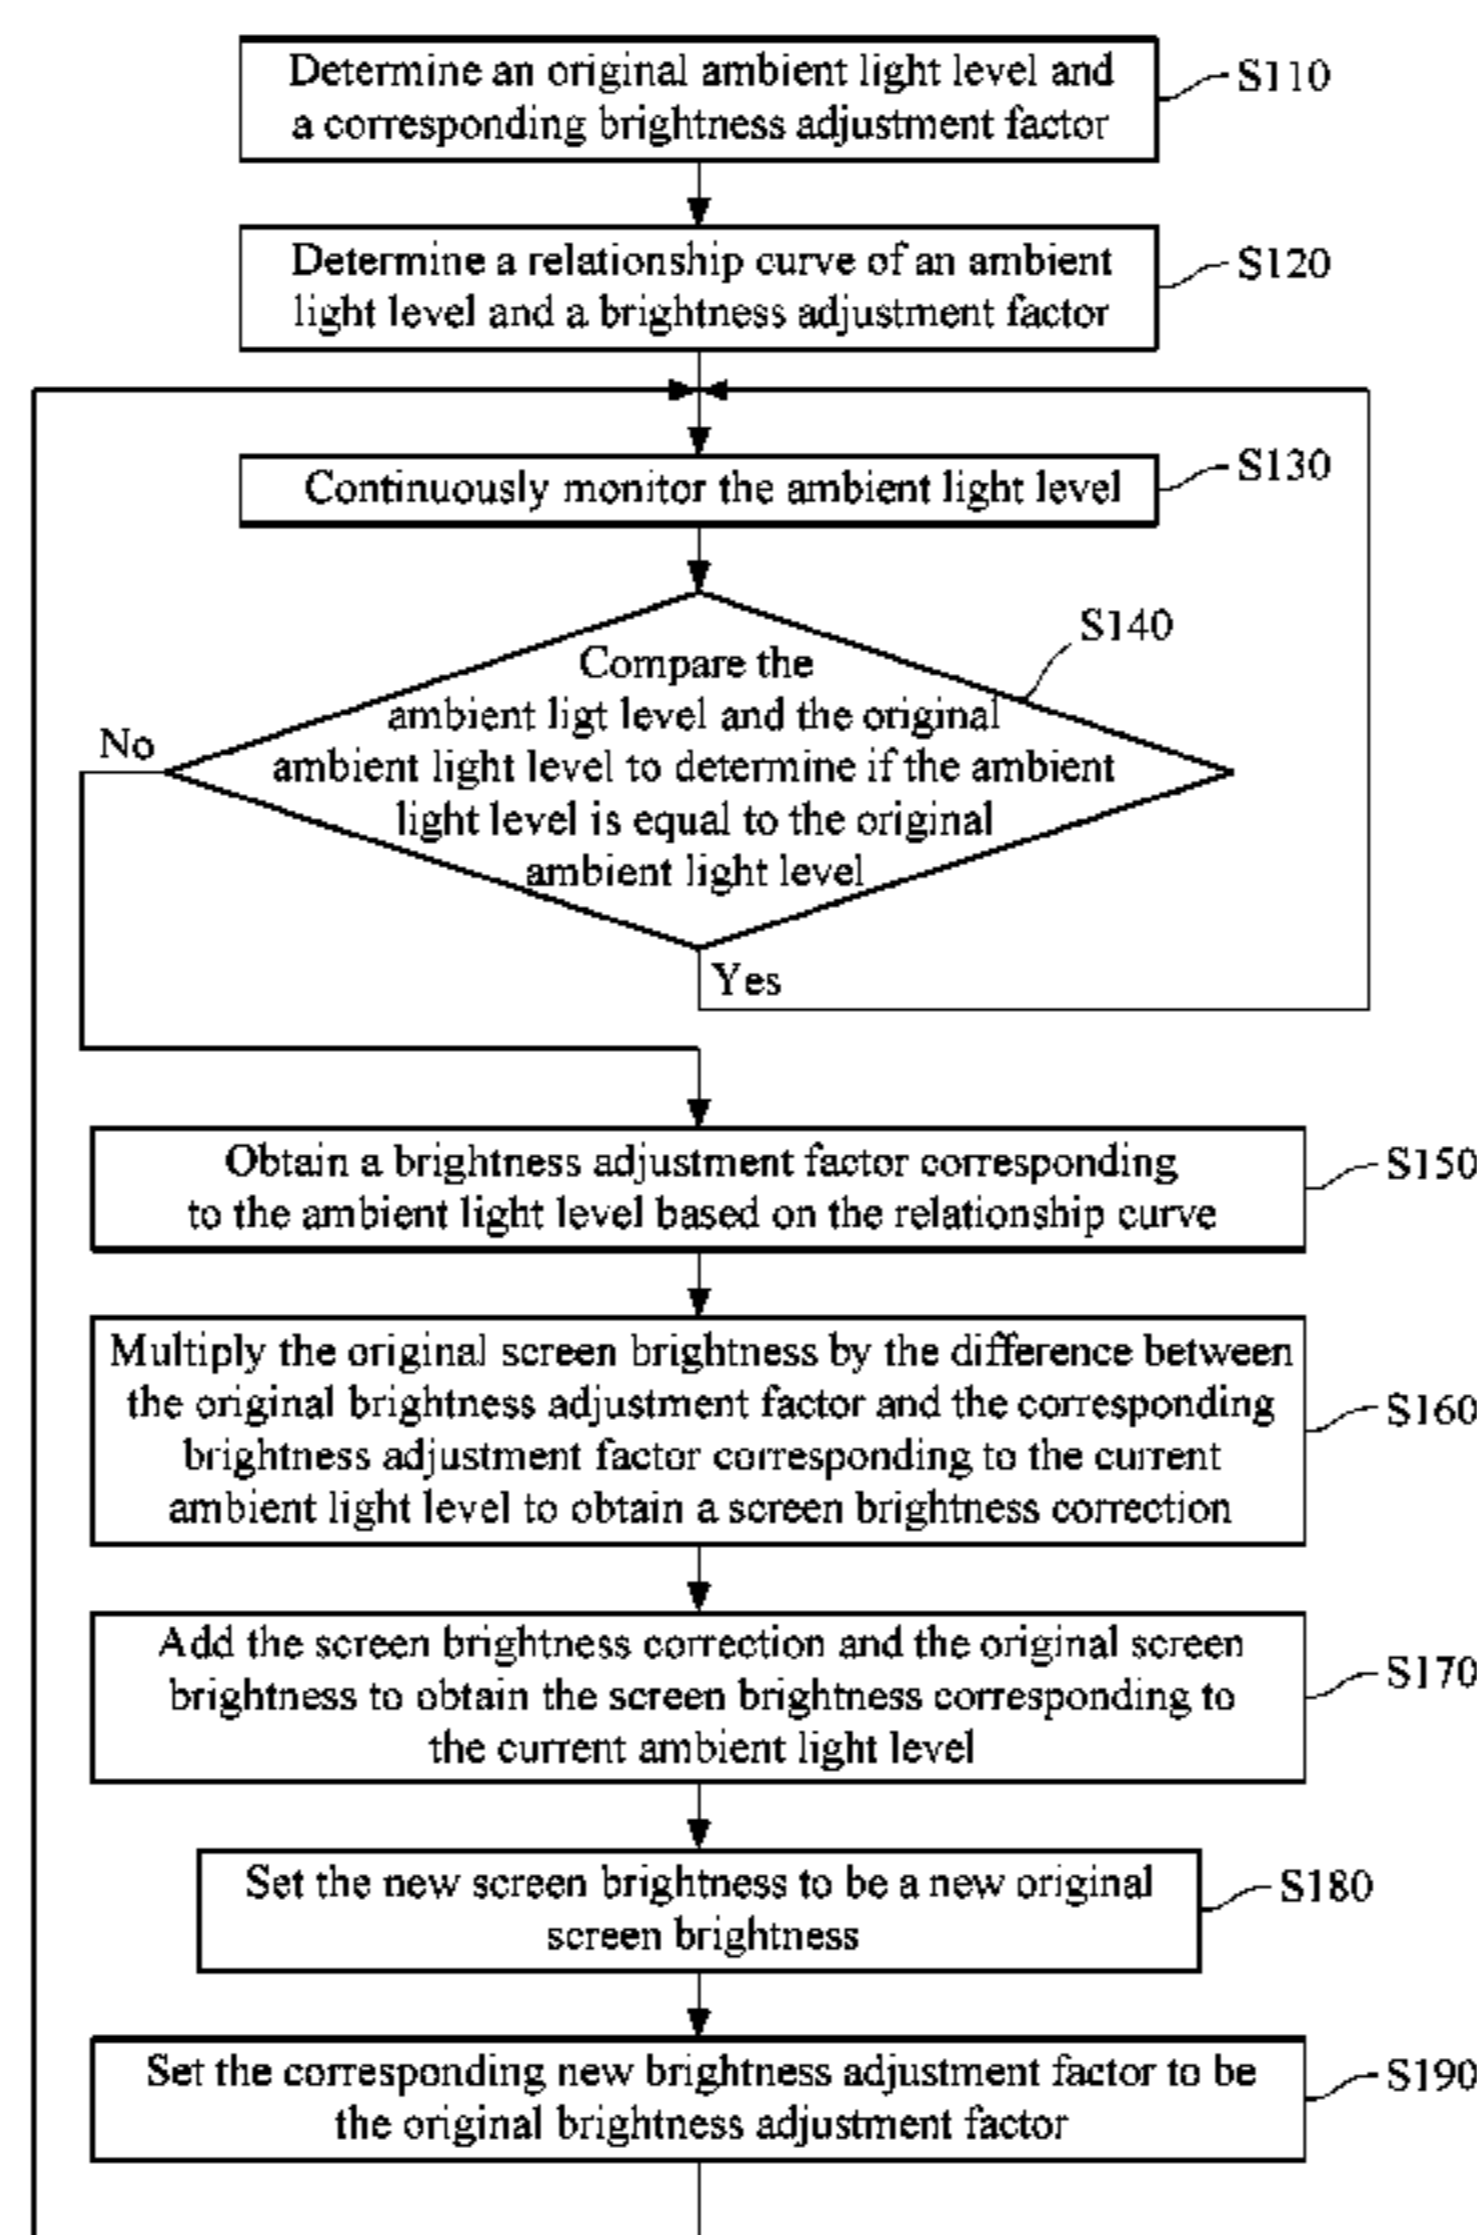 Determine an original ambient light level and
a corresponding brightness adjustment factor
S110
Determine a relationship curve of an ambient
light level and a brightness adjustment factor
S120
Continuously monitor the ambient light level
S130
S140
Compare the
ambient ligt level and the original
ambient light level to determine if the ambient
light level is equal to the original
ambient light level
No
Yes
Obtain a brightness adjustment factor corresponding
to the ambient light level based on the relationship curve
S150
Multiply the original screen brightness by the difference between
the original brightness adjustment factor and the corresponding
brightness adjustment factor corresponding to the current
ambient light level to obtain a screen brightness correction
S160
Add the screen brightness correction and the original screen
brightness to obtain the screen brightness corresponding to
the current ambient light level
S170
Set the new screen brightness to be a new original
screen brightness
S180
Set the corresponding new brightness adjustment factor to be
the original brightness adjustment factor
S190